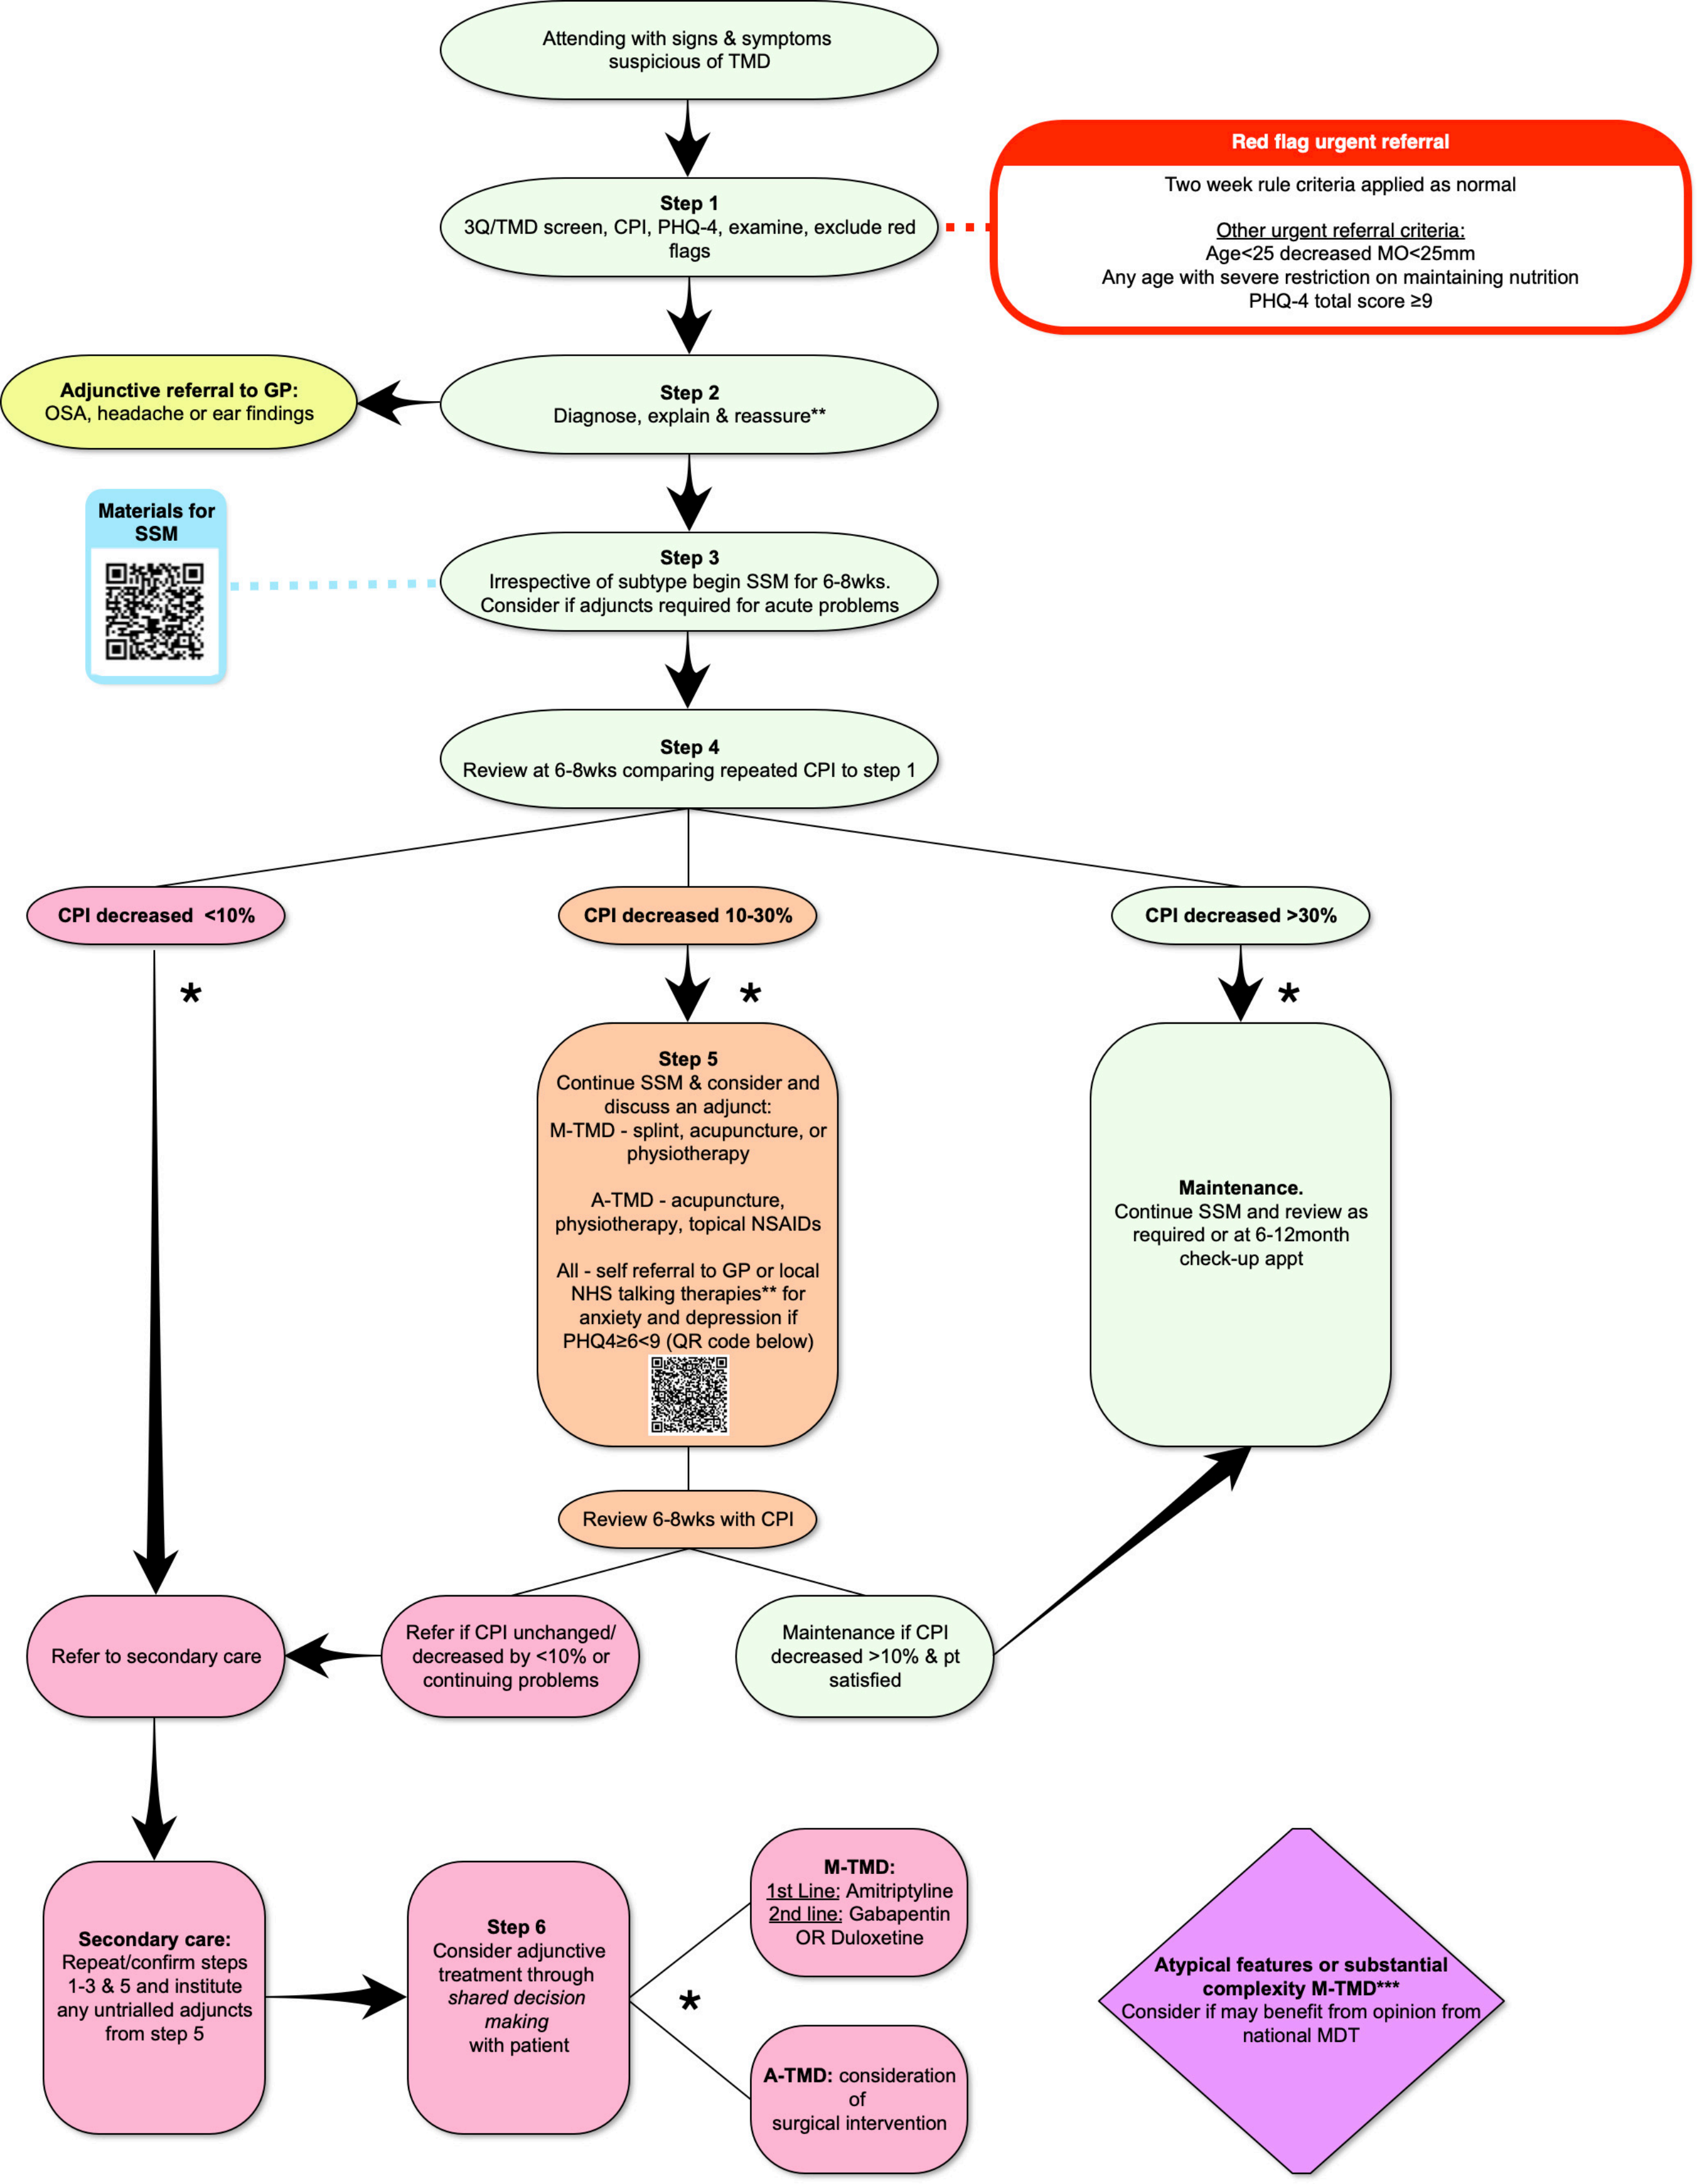 Attending with signs & symptoms
suspicious of TMD
Red flag urgent referral
Two week rule criteria applied as normal
Other urgent referral criteria:
Age<25 decreased MO<25mm
Any age with severe restriction on maintaining nutrition
PHQ-4 total score ≥9
Step 1
3Q/TMD screen, CPI, PHQ-4, examine, exclude red
flags
Adjunctive referral to GP:
OSA, headache or ear findings
Step 2
Diagnose, explain & reassure**
Materials for
SSM
Step 3
Irrespective of subtype begin SSM for 6-8wks.
Consider if adjuncts required for acute problems
Step 4
Review at 6-8wks comparing repeated CPI to step 1
CPI decreased <10%
CPI decreased 10-30%
CPI decreased >30%
*
*
*
Step 5
Continue SSM & consider and
discuss an adjunct:
M-TMD - splint, acupuncture, or
physiotherapy
A-TMD - acupuncture,
physiotherapy, topical NSAIDs
All - self referral to GP or local
NHS talking therapies** for
anxiety and depression if
PHQ4≥6<9 (QR code below)
Maintenance.
Continue SSM and review as
required or at 6-12month
check-up appt
Review 6-8wks with CPI
Refer to secondary care
Refer if CPI unchanged/
decreased by <10% or
continuing problems
Maintenance if CPI
decreased >10% & pt
satisfied
Secondary care:
Repeat/confirm steps
1-3 & 5 and institute
any untrialled adjuncts
from step 5
Step 6
Consider adjunctive
treatment through
shared decision
making
with patient
*
M-TMD:
1st Line: Amitriptyline
2nd line: Gabapentin
OR Duloxetine
A-TMD: consideration
of
surgical intervention
Atypical features or substantial
complexity M-TMD***
Consider if may benefit from opinion from
national MDT